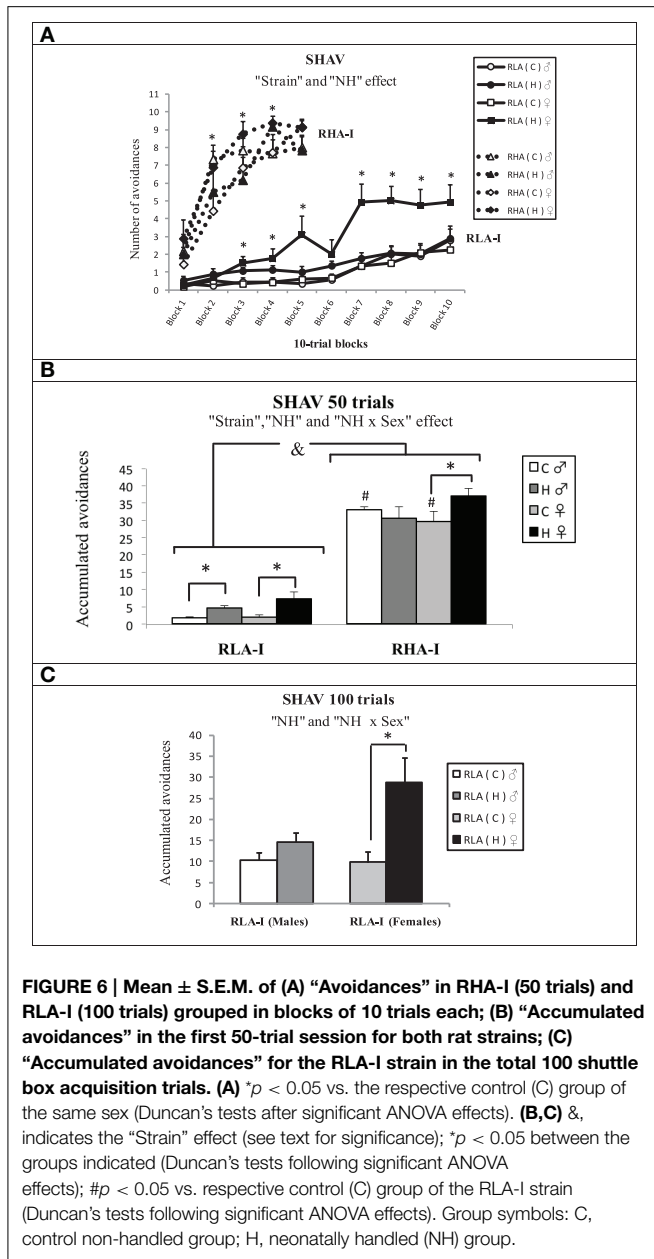 A
SHAV
"Strain" and "NH" effect
RLA ( C ) ♂
RLA ( H ) ♂
RLA ( C ) ♀
RLA ( H ) ♀
RHA ( C ) ♂
RHA ( H ) ♂
RHA ( C ) ♀
RHA ( H ) ♀
Number of avoidances
10
9
8
7
6
5
4
3
2
1
0
* * * *
RHA-I
* * * * * * *
RLA-I
Block 1 Block 2 Block 3 Block 4 Block 5 Block 6 Block 7 Block 8 Block 9 Block 10
10-trial blocks
B
SHAV 50 trials
"Strain","NH" and "NH x Sex" effect
&
Accumulated avoidances
45
40
35
30
25
20
15
10
5
0
* *
# # *
C ♂
H ♂
C ♀
H ♀
RLA-I RHA-I
C
SHAV 100 trials
"NH" and "NH x Sex"
Accumulated avoidances
40
35
30
25
20
15
10
5
0
*
RLA ( C ) ♂
RLA ( H ) ♂
RLA ( C ) ♀
RLA ( H ) ♀
RLA-I (Males) RLA-I (Females)
FIGURE 6 | Mean ± S.E.M. of (A) “Avoidances” in RHA-I (50 trials) and
RLA-I (100 trials) grouped in blocks of 10 trials each; (B) “Accumulated
avoidances” in the first 50-trial session for both rat strains; (C)
“Accumulated avoidances” for the RLA-I strain in the total 100 shuttle
box acquisition trials. (A) *p < 0.05 vs. the respective control (C) group of
the same sex (Duncan’s tests after significant ANOVA effects). (B,C) &,
indicates the “Strain” effect (see text for significance); *p < 0.05 between the
groups indicated (Duncan’s tests following significant ANOVA
effects); #p < 0.05 vs. respective control (C) group of the RLA-I strain
(Duncan’s tests following significant ANOVA effects). Group symbols: C,
control non-handled group; H, neonatally handled (NH) group.